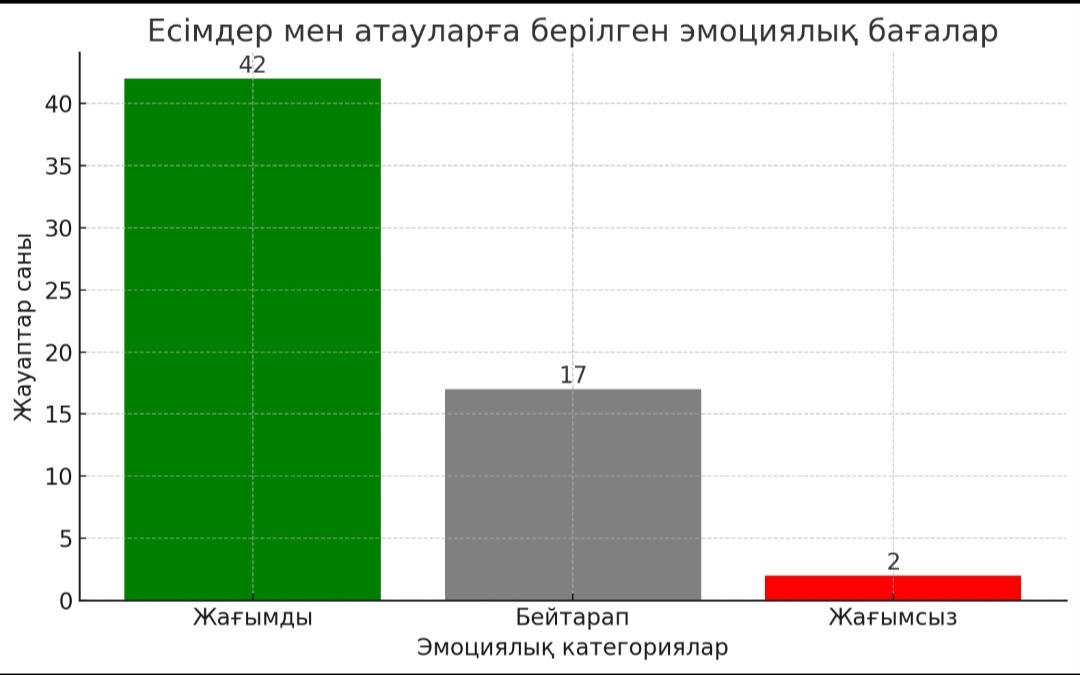 Есімдер мен атауларға берілген эмоциялық бағалар
42
40
35
30
25
20
15
10
5
0
17
2
Жауаптар саны
Жағымды
Бейтарап
Жағымсыз
Эмоциялық категориялар